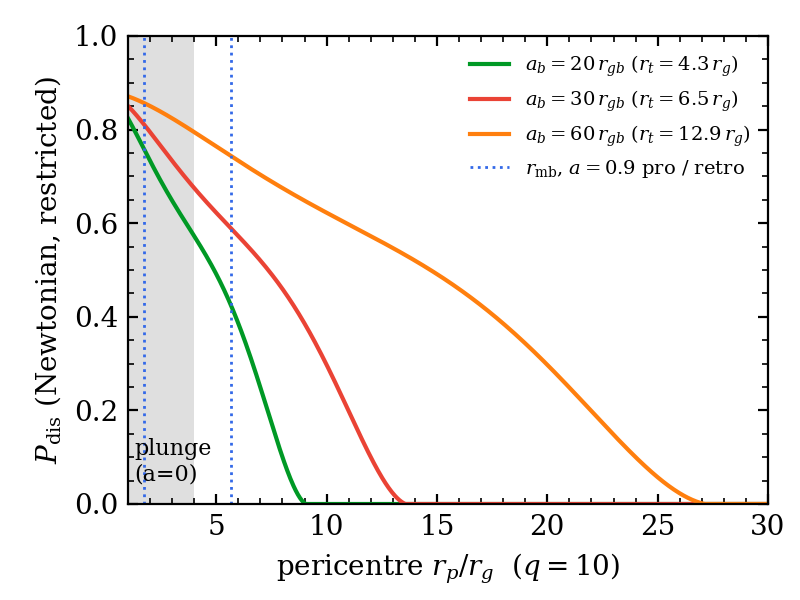 1.0
0.8
0.6
0.4
0.2
0.0
P_dis (Newtonian, restricted)
a_b = 20 r_gb (r_t = 4.3 r_g)
a_b = 30 r_gb (r_t = 6.5 r_g)
a_b = 60 r_gb (r_t = 12.9 r_g)
r_mb, a = 0.9 pro / retro
plunge
(a=0)
5 10 15 20 25 30
pericentre r_p/r_g (q = 10)